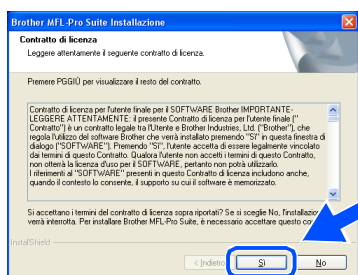 Brother MFL-Pro Suite Installazione
Contratto di licenza
Leggere attentamente il seguente contratto di licenza.
Premere PGGIÙ per visualizzare il resto del contratto.
Contratto di licenza per l'utente finale per il SOFTWARE Brother IMPORTANTE-
LEGGERE ATTENTAMENTE: il presente Contratto di licenza per l'utente finale ("
Contratto") è un contratto legale tra l'Utente e Brother Industries, Ltd. ("Brother"), che
regola l'utilizzo del software Brother che verrà installato premendo "Sì" in questa finestra di
dialogo ("SOFTWARE"). Premendo "Sì", l'utente accetta di essere legalmente vincolato
dai termini di questo Contratto. Qualora l'utente non accetti i termini di questo Contratto,
non otterrà la licenza d'uso per il SOFTWARE, pertanto non potrà utilizzarlo.
I riferimenti al "SOFTWARE" presenti in questo Contratto di licenza includono anche,
quando il contesto lo consente, il supporto su cui il software è memorizzato.
Si accettano i termini del contratto di licenza sopra riportati? Se si sceglie No, l'installazione
verrà interrotta. Per installare Brother MFL-Pro Suite, è necessario accettare questo
InstallShield
< Indietro
Sì
No